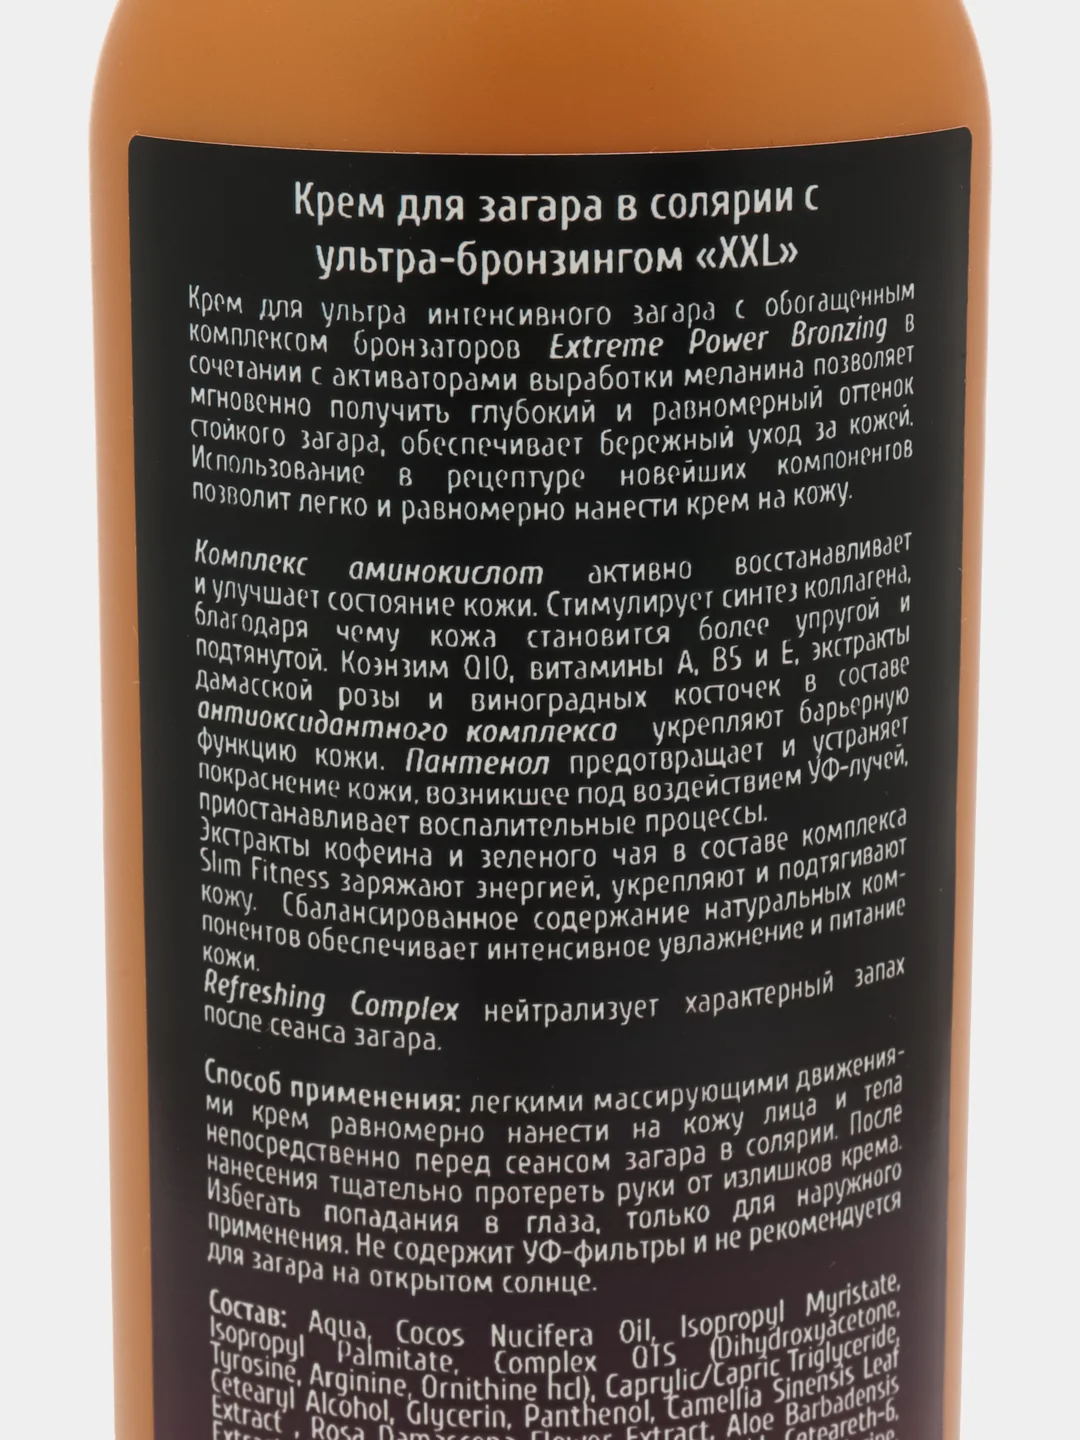 Крем для загара в солярии с
ультра-бронзингом «XXL»
Крем для ультра интенсивного загара с обогащенным
комплексом бронзаторов Extreme Power Bronzing в
сочетании с активаторами выработки меланина позволяет
мгновенно получить глубокий и равномерный оттенок
стойкого загара, обеспечивает бережный уход за кожей.
Использование в рецептуре новейших компонентов
позволит легко и равномерно нанести крем на кожу.
Комплекс аминокислот активно восстанавливает
и улучшает состояние кожи. Стимулирует синтез коллагена,
благодаря чему кожа становится более упругой и
подтянутой. Коэнзим Q10, витамины А, В5 и Е, экстракты
дамасской розы и виноградных косточек в составе
антиоксидантного комплекса укрепляют барьерную
функцию кожи. Пантенол предотвращает и устраняет
покраснение кожи, возникшее под воздействием УФ-лучей,
приостанавливает воспалительные процессы.
Экстракты кофеина и зеленого чая в составе комплекса
Slim Fitness заряжают энергией, укрепляют и подтягивают
кожу. Сбалансированное содержание натуральных ком-
понентов обеспечивает интенсивное увлажнение и питание
кожи.
Refreshing Complex нейтрализует характерный запах
после сеанса загара.
Способ применения: легкими массирующими движения-
ми крем равномерно нанести на кожу лица и тела
непосредственно перед сеансом загара в солярии. После
нанесения тщательно протереть руки от излишков крема.
Избегать попадания в глаза, только для наружного
применения. Не содержит УФ-фильтры и не рекомендуется
для загара на открытом солнце.
Состав: Aqua, Cocos Nucifera Oil, Isopropyl Myristate,
Isopropyl Palmitate, Complex QTS (Dihydroxyacetone,
Tyrosine, Arginine, Ornithine hcl), Caprylic/Capric Triglyceride,
Cetearyl Alcohol, Glycerin, Panthenol, Camellia Sinensis Leaf
Extract , Rosa Damascena Flower Extract, Aloe Barbadensis
Ceteareth-6,